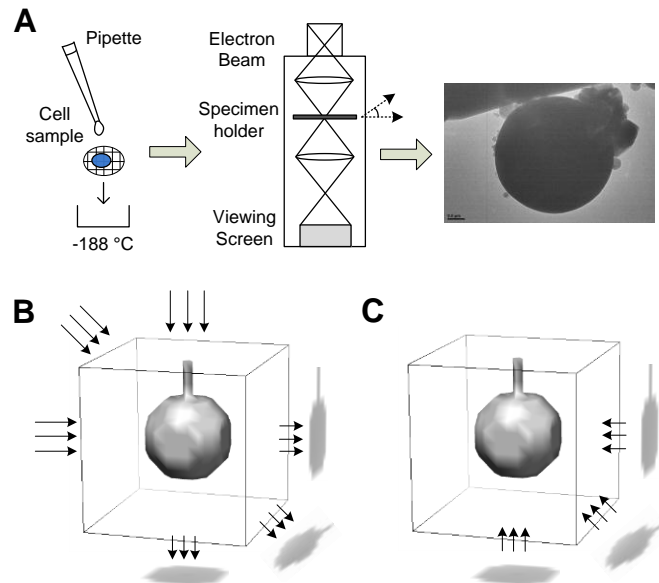 A
Pipette
Cell
sample
-188 °C
Electron
Beam
Specimen
holder
Viewing
Screen
B
C